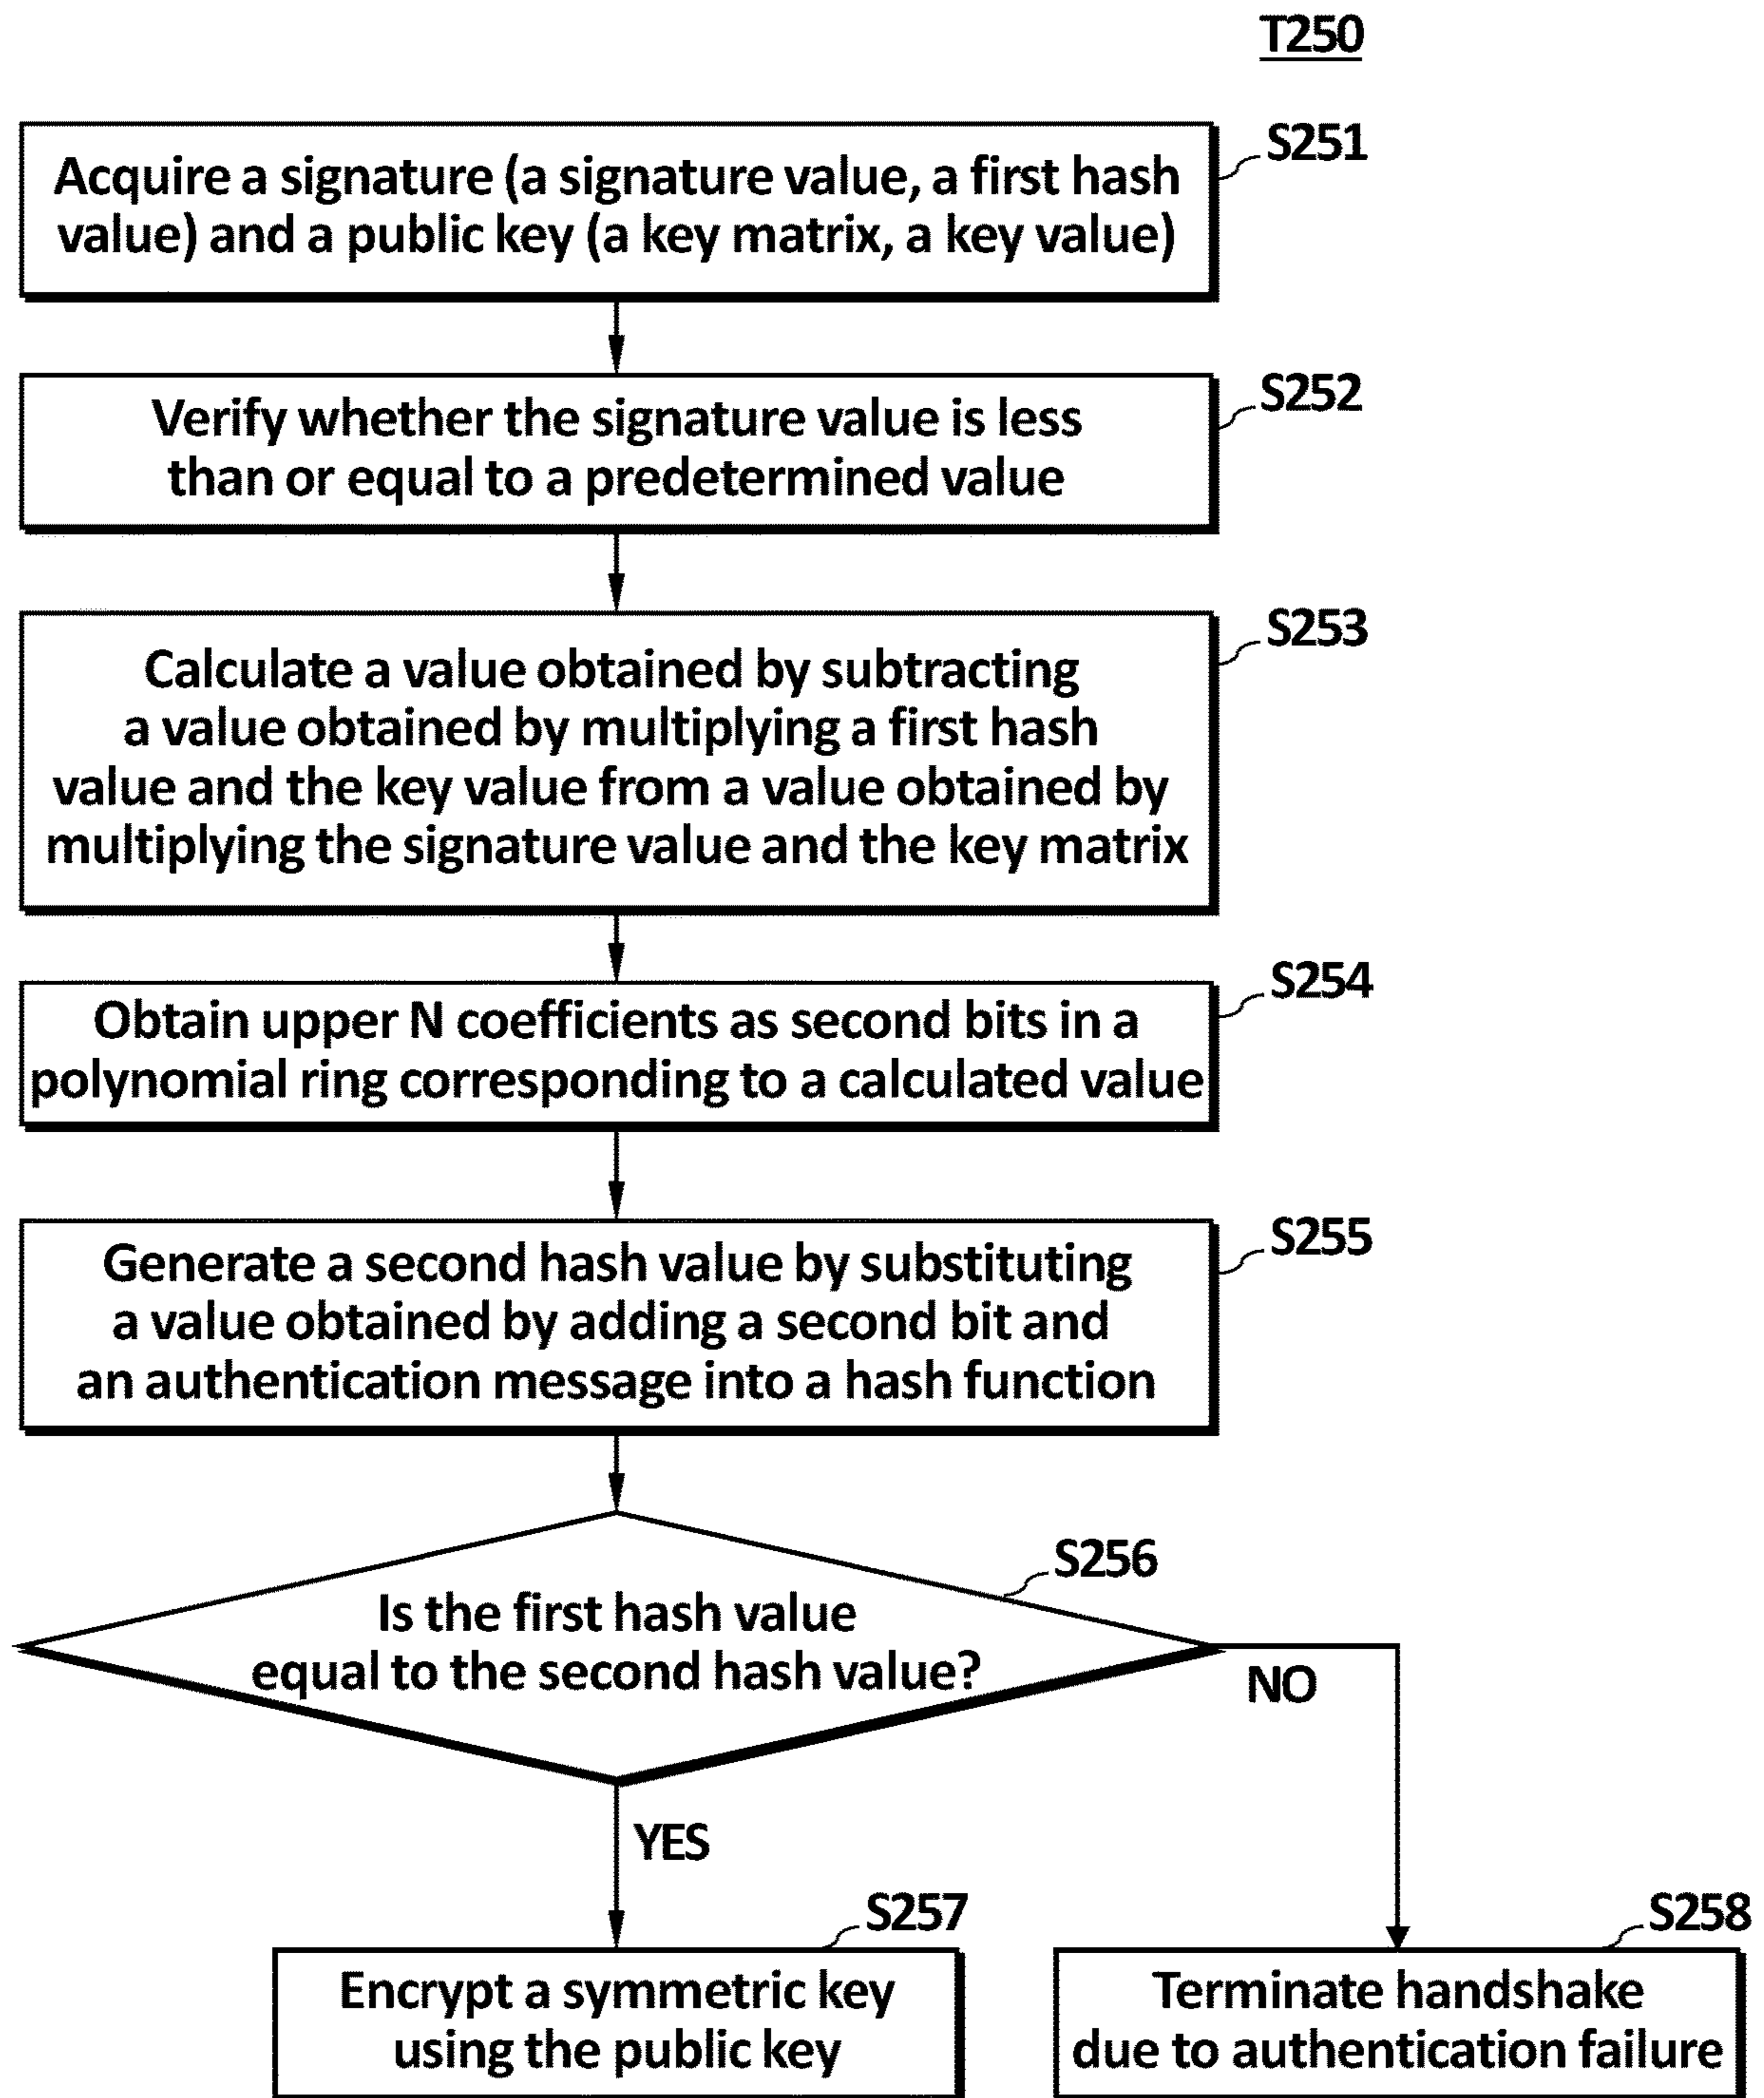 T250
S251
Acquire a signature (a signature value, a first hash
value) and a public key (a key matrix, a key value)
S252
Verify whether the signature value is less
than or equal to a predetermined value
S253
Calculate a value obtained by subtracting
a value obtained by multiplying a first hash
value and the key value from a value obtained by
multiplying the signature value and the key matrix
S254
Obtain upper N coefficients as second bits in a
polynomial ring corresponding to a calculated value
S255
Generate a second hash value by substituting
a value obtained by adding a second bit and
an authentication message into a hash function
S256
Is the first hash value
equal to the second hash value?
NO
YES
S257
Encrypt a symmetric key
using the public key
S258
Terminate handshake
due to authentication failure